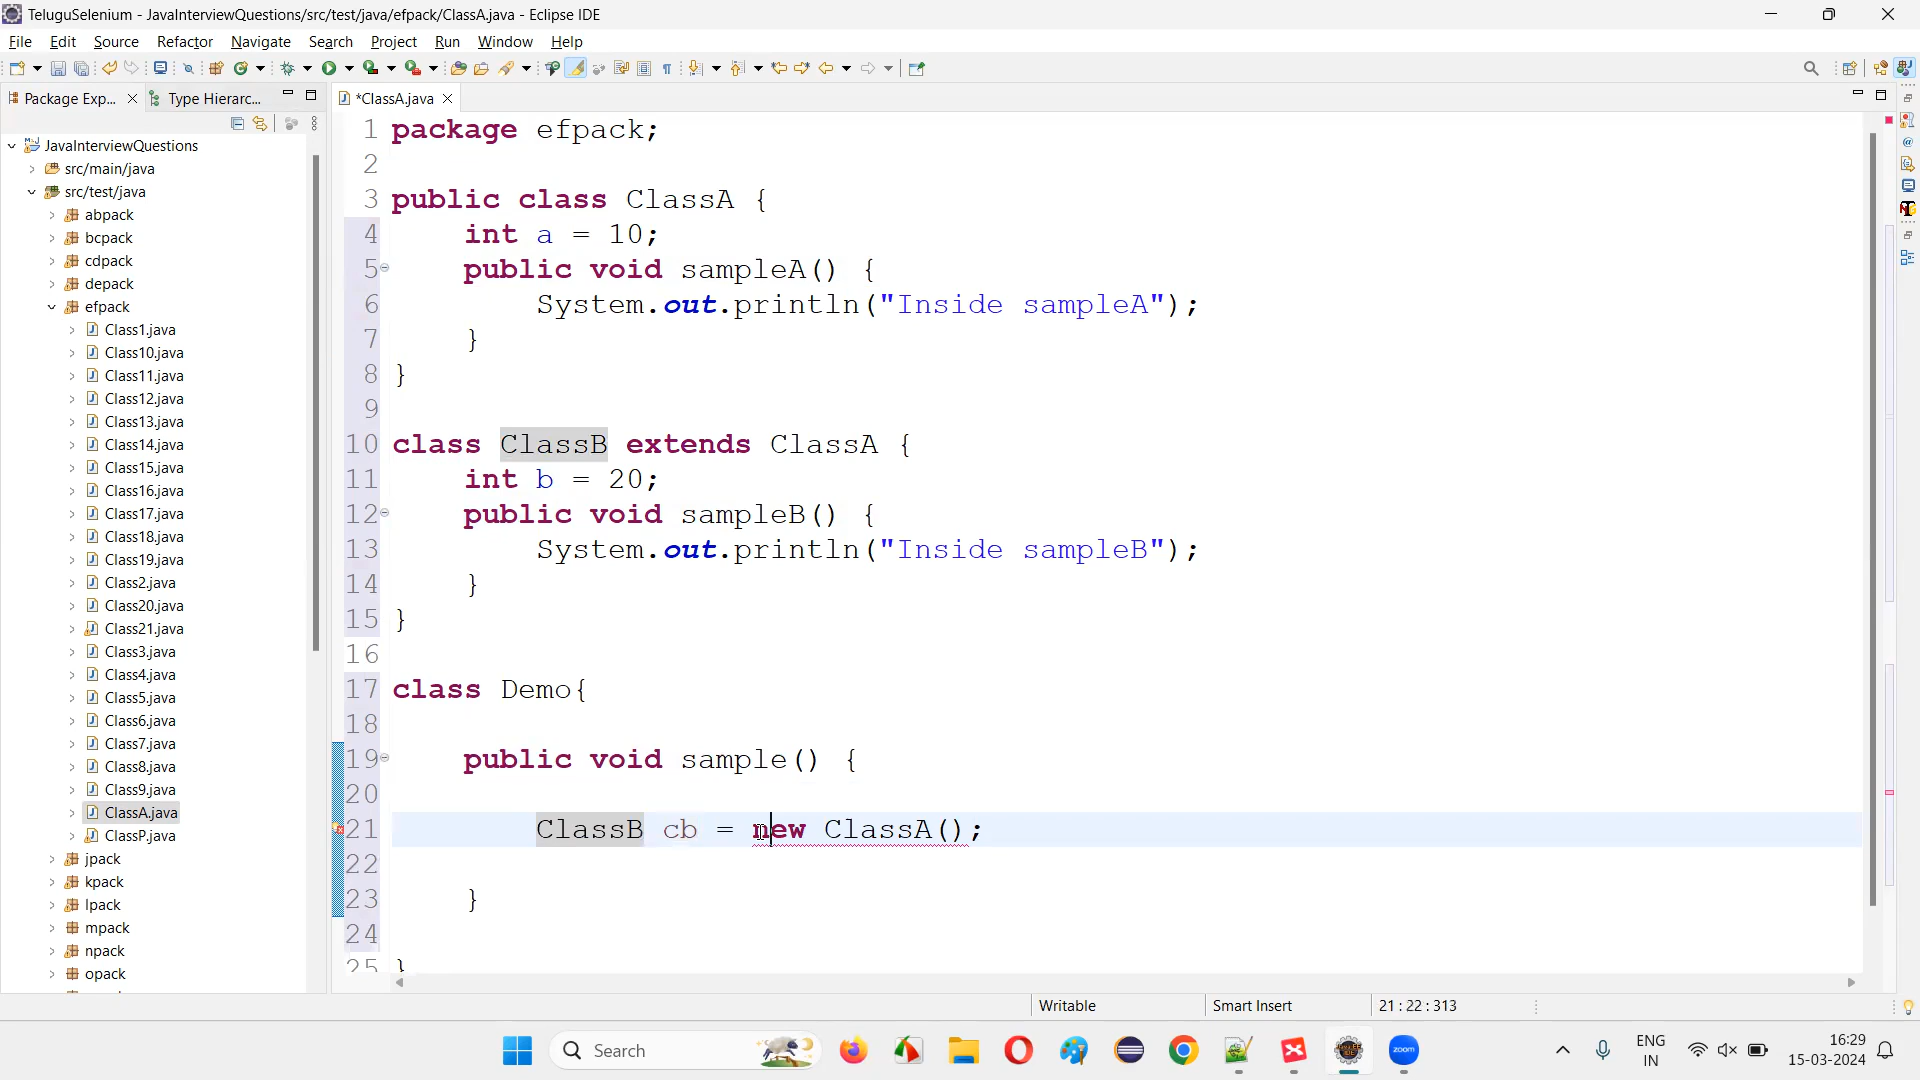 TeluguSelenium - JavaInterviewQuestions/src/test/java/efpack/ClassA.java - Eclipse IDE
File Edit Source Refactor Navigate Search Project Run Window Help
Package Exp... Type Hierarc...
*ClassA.java
JavaInterviewQuestions
src/main/java
src/test/java
abpack
bcpack
cdpack
depack
efpack
Class1.java
Class10.java
Class11.java
Class12.java
Class13.java
Class14.java
Class15.java
Class16.java
Class17.java
Class18.java
Class19.java
Class2.java
Class20.java
Class21.java
Class3.java
Class4.java
Class5.java
Class6.java
Class7.java
Class8.java
Class9.java
ClassA.java
ClassP.java
jpack
kpack
lpack
mpack
npack
opack
1 package efpack;
2
3 public class ClassA {
4 int a = 10;
5 public void sampleA() {
6 System.out.println("Inside sampleA");
7 }
8 }
9
10 class ClassB extends ClassA {
11 int b = 20;
12 public void sampleB() {
13 System.out.println("Inside sampleB");
14 }
15 }
16
17 class Demo{
18
19 public void sample() {
20
21 ClassB cb = new ClassA();
22
23 }
24
25 }
Writable Smart Insert 21 : 22 : 313
Search
zoom
ENG
IN
16:29
15-03-2024